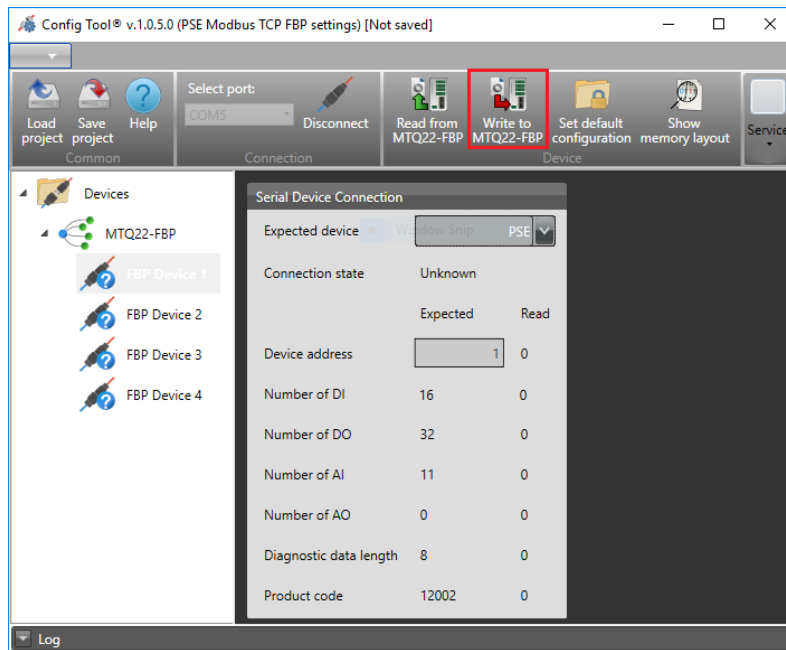 Config Tool® v.1.0.5.0 (PSE Modbus TCP FBP settings) [Not saved]
Load project
Save project
Help
Common
Select port:
COM5
Disconnect
Connection
Read from MTQ22-FBP
Write to MTQ22-FBP
Set default configuration
Show memory layout
Device
Service
Devices
MTQ22-FBP
FBP Device 1
FBP Device 2
FBP Device 3
FBP Device 4
Serial Device Connection
Expected device Window Snip PSE
Connection state Unknown
Expected Read
Device address 1 0
Number of DI 16 0
Number of DO 32 0
Number of AI 11 0
Number of AO 0 0
Diagnostic data length 8 0
Product code 12002 0
Log